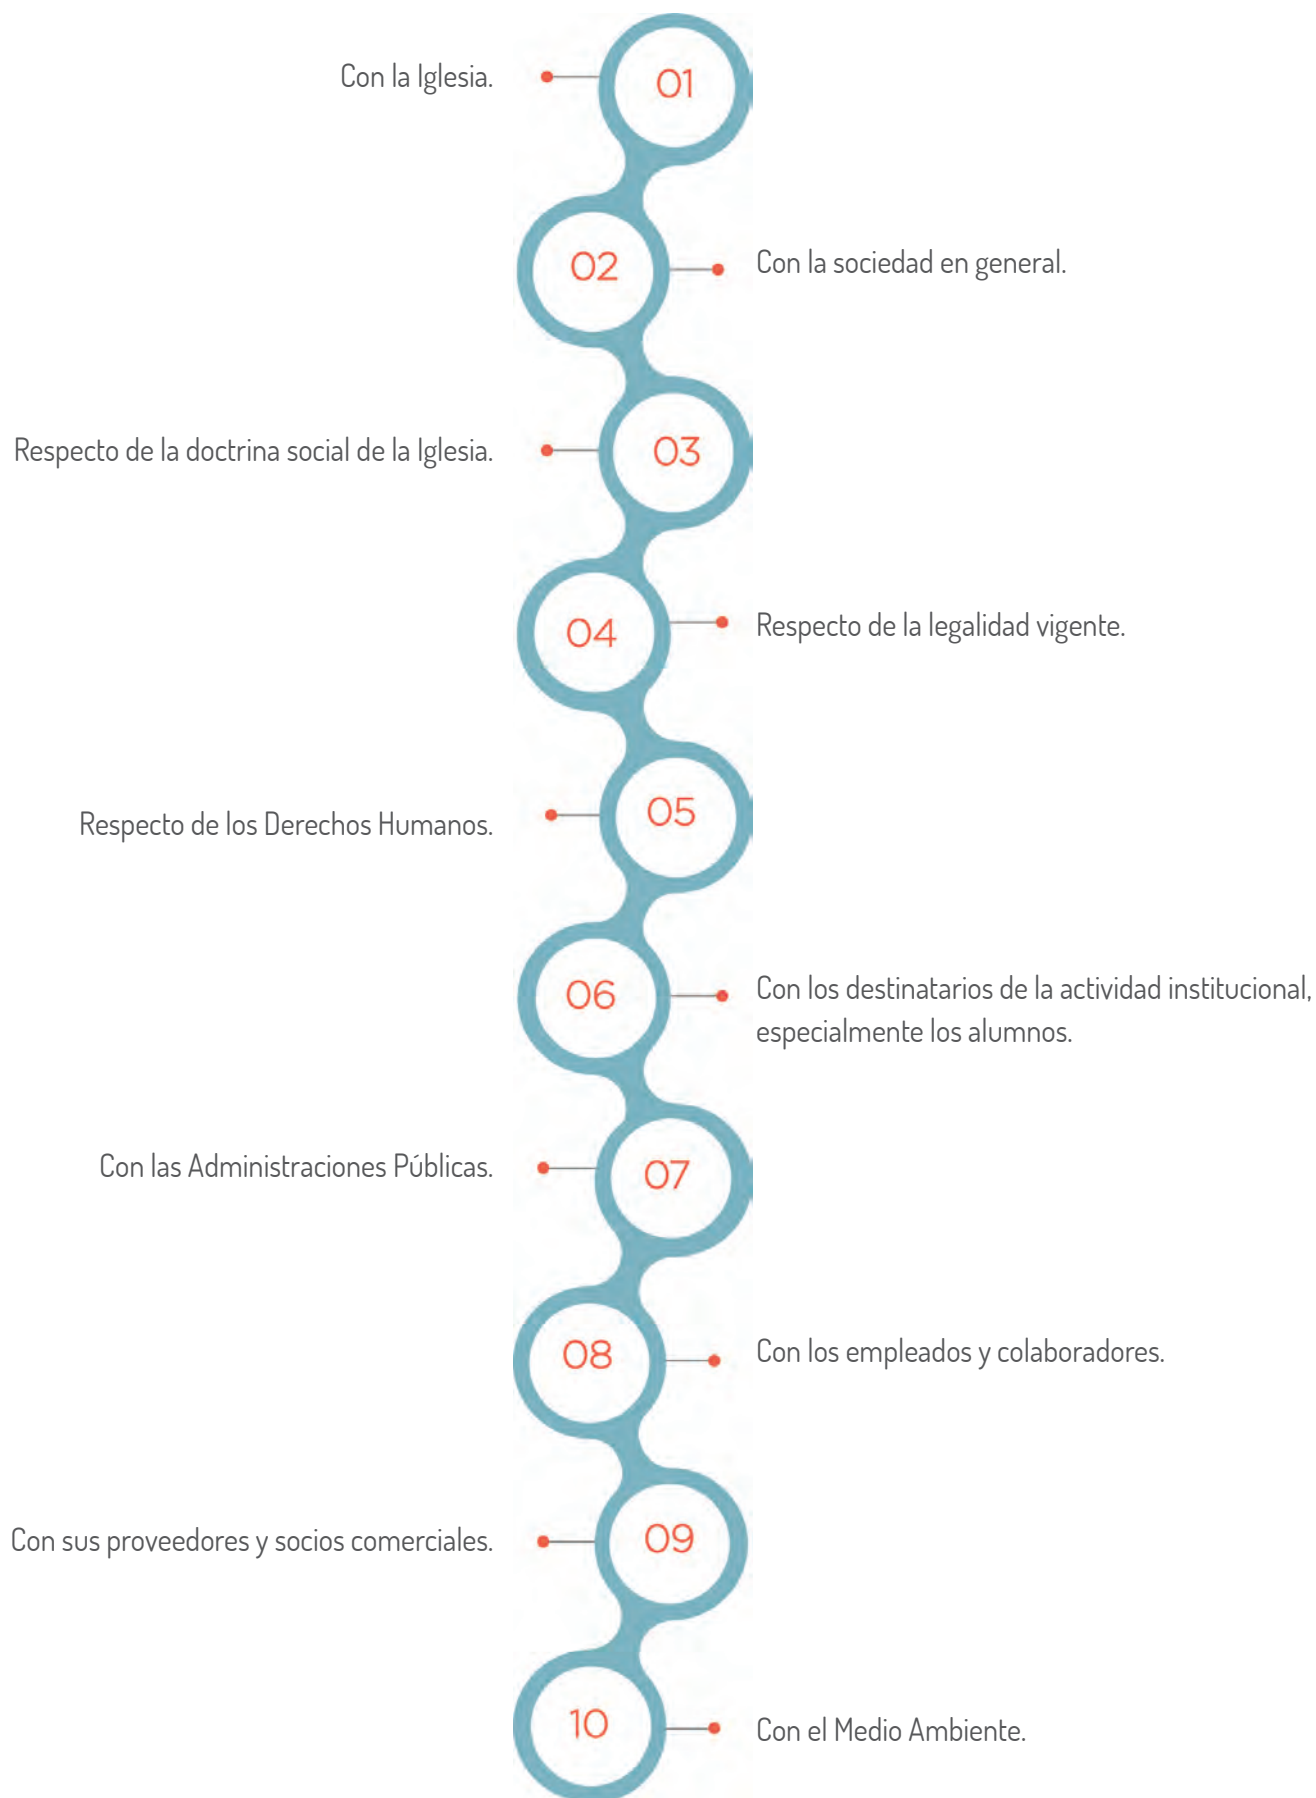 Con la Iglesia.
01
02
Con la sociedad en general.
Respecto de la doctrina social de la Iglesia.
03
04
Respecto de la legalidad vigente.
Respecto de los Derechos Humanos.
05
06
Con los destinatarios de la actividad institucional,
especialmente los alumnos.
Con las Administraciones Públicas.
07
08
Con los empleados y colaboradores.
Con sus proveedores y socios comerciales.
09
10
Con el Medio Ambiente.